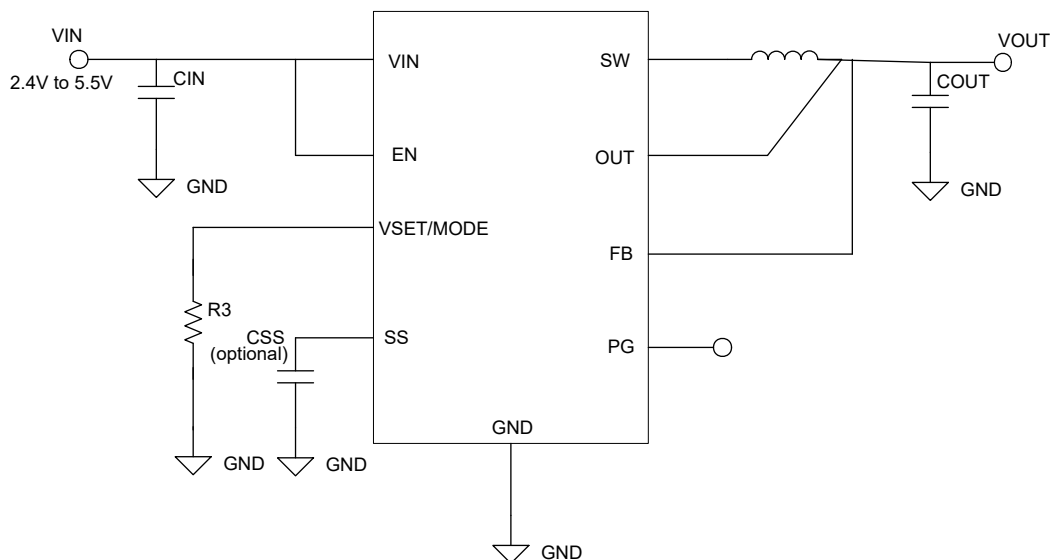 VIN
2.4V to 5.5V
CIN
GND
VIN
EN
VSET/MODE
SS
GND
SW
OUT
FB
PG
VOUT
COUT
GND
R3
GND
CSS
(optional)
GND
GND